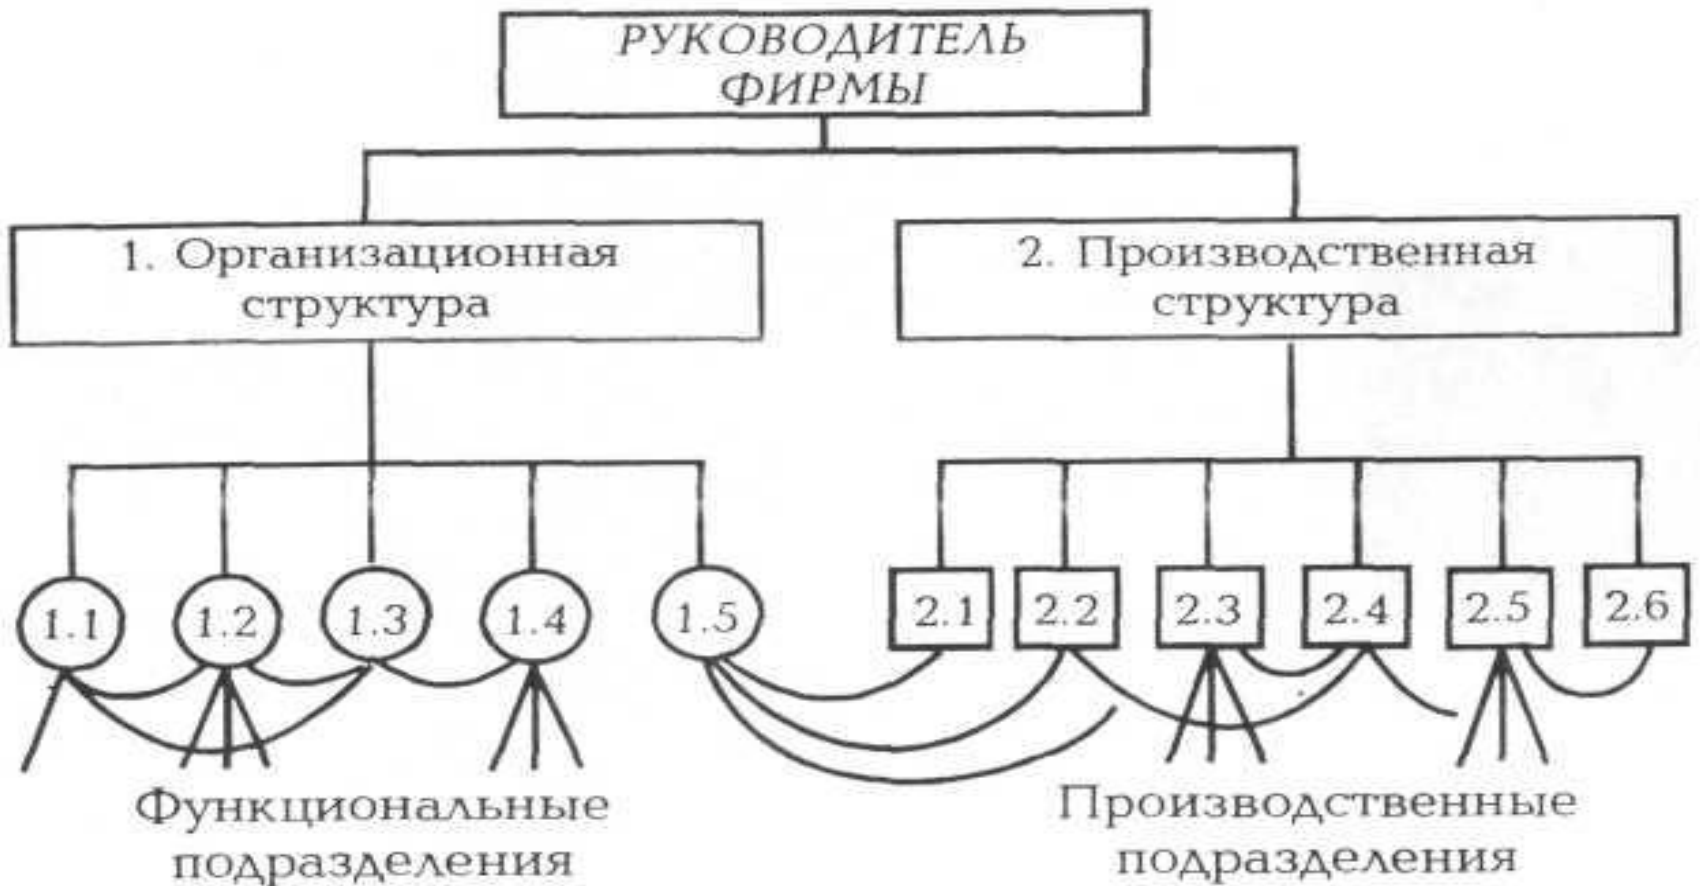 РУКОВОДИТЕЛЬ
ФИРМЫ
1. Организационная
структура
2. Производственная
структура
1.1
1.2
1.3
1.4
1.5
2.1
2.2
2.3
2.4
2.5
2.6
Функциональные
подразделения
Производственные
подразделения